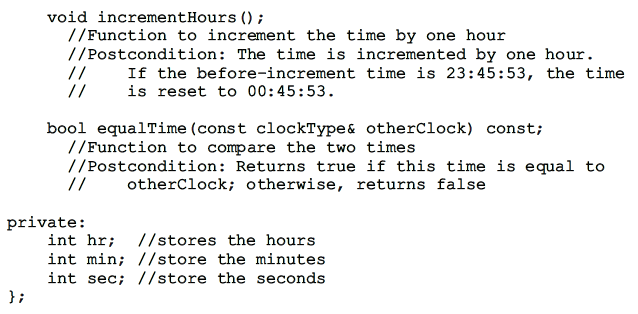 void incrementHours();
//Function to increment the time by one hour
//Postcondition: The time is incremented by one hour.
//    If the before-increment time is 23:45:53, the time
//    is reset to 00:45:53.
bool equalTime(const clockType& otherClock) const;
//Function to compare the two times
//Postcondition: Returns true if this time is equal to
//    otherClock; otherwise, returns false
private:
int hr;  //stores the hours
int min; //store the minutes
int sec; //store the seconds
};